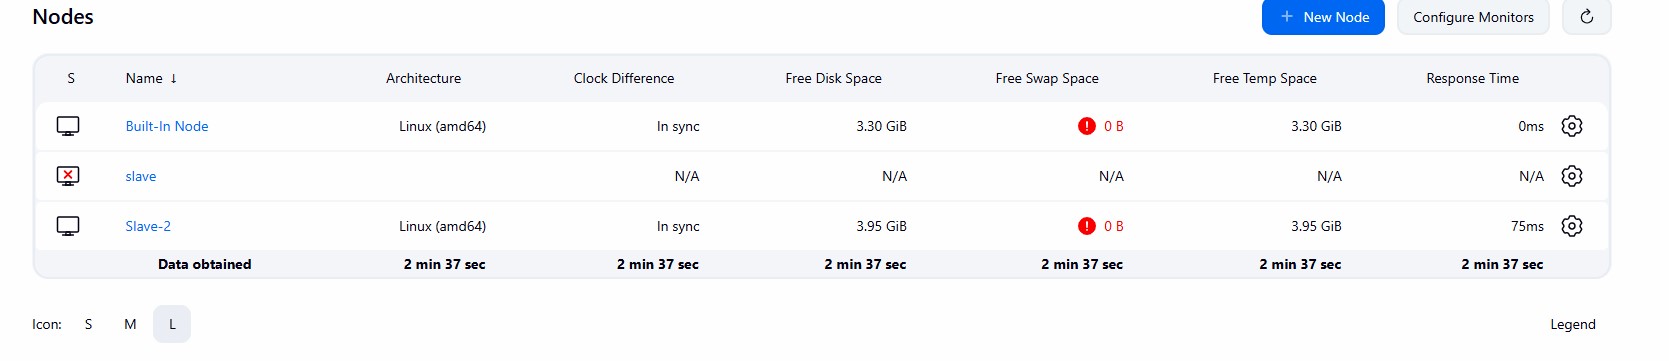 Nodes
+ New Node Configure Monitors
S Name ↓ Architecture Clock Difference Free Disk Space Free Swap Space Free Temp Space Response Time
Built-In Node Linux (amd64) In sync 3.30 GiB ! 0 B 3.30 GiB 0ms
slave N/A N/A N/A N/A N/A
Slave-2 Linux (amd64) In sync 3.95 GiB ! 0 B 3.95 GiB 75ms
Data obtained 2 min 37 sec 2 min 37 sec 2 min 37 sec 2 min 37 sec 2 min 37 sec 2 min 37 sec
Icon: S M L Legend